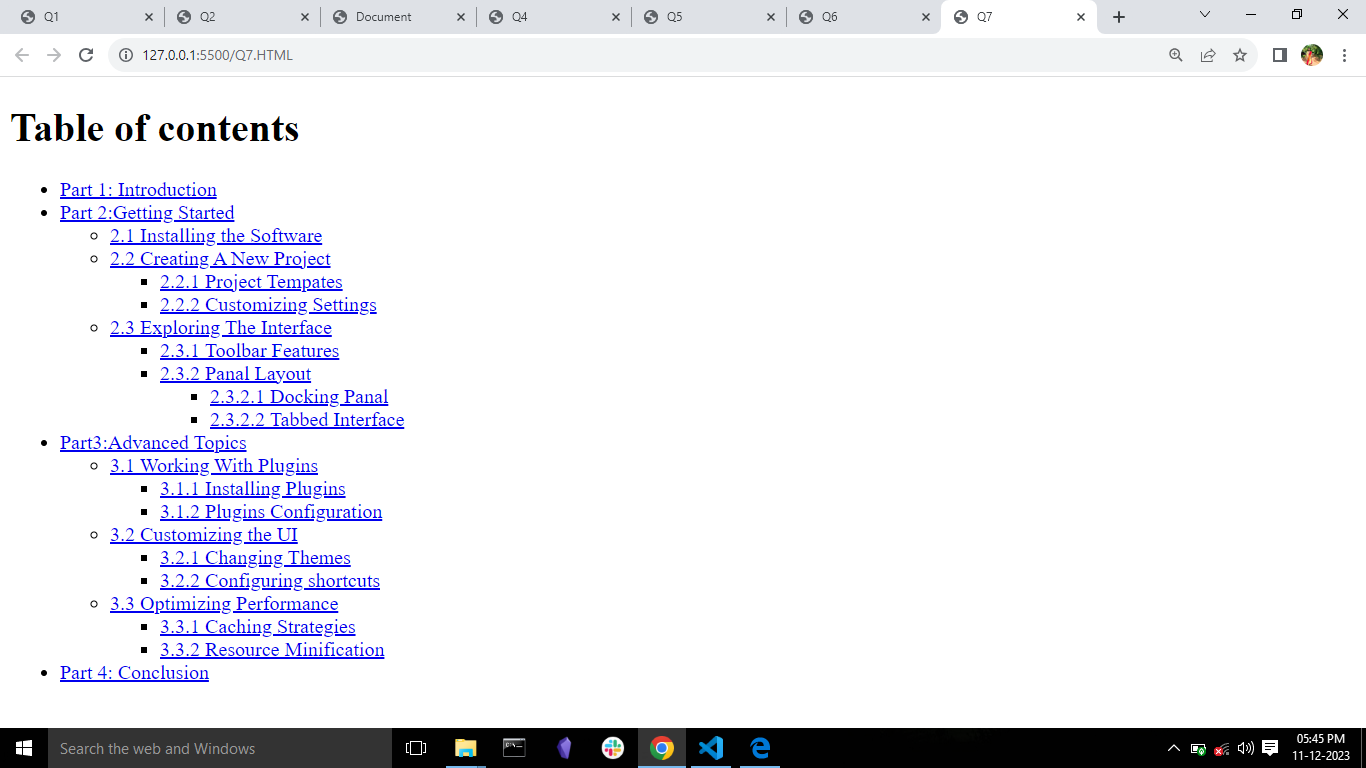 Q1
Q2
Document
Q4
Q5
Q6
Q7
127.0.0.1:5500/Q7.HTML
Table of contents
Part 1: Introduction
Part 2:Getting Started
2.1 Installing the Software
2.2 Creating A New Project
2.2.1 Project Tempates
2.2.2 Customizing Settings
2.3 Exploring The Interface
2.3.1 Toolbar Features
2.3.2 Panal Layout
2.3.2.1 Docking Panal
2.3.2.2 Tabbed Interface
Part3:Advanced Topics
3.1 Working With Plugins
3.1.1 Installing Plugins
3.1.2 Plugins Configuration
3.2 Customizing the UI
3.2.1 Changing Themes
3.2.2 Configuring shortcuts
3.3 Optimizing Performance
3.3.1 Caching Strategies
3.3.2 Resource Minification
Part 4: Conclusion
Search the web and Windows
05:45 PM
11-12-2023